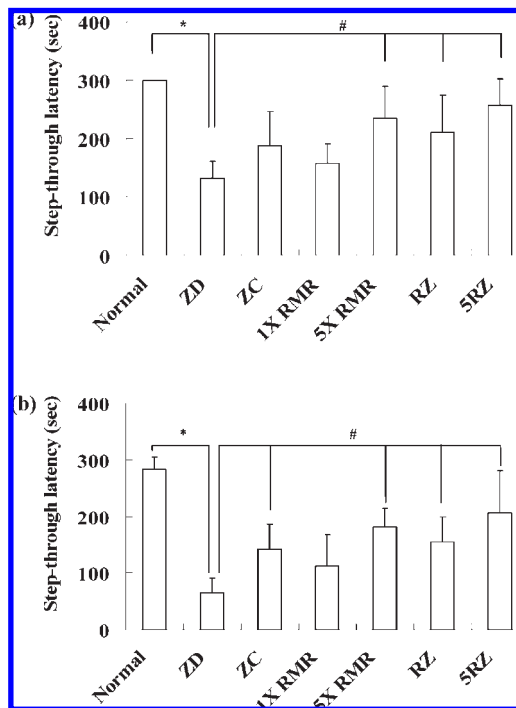 (a)
Step-through latency (sec)
400
300
200
100
0
*
#
Normal
ZD
ZC
1X RMR
5X RMR
RZ
5RZ
(b)
Step-through latency (sec)
400
300
200
100
0
*
#
Normal
ZD
ZC
1X RMR
5X RMR
RZ
5RZ